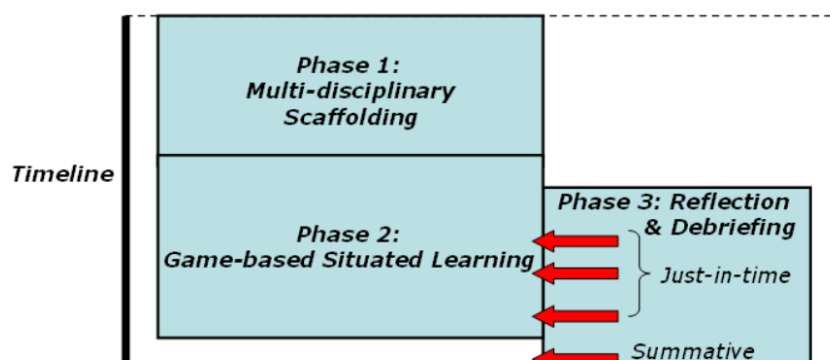 Phase 1:
Multi-disciplinary
Scaffolding
Timeline
Phase 2:
Game-based Situated Learning
Phase 3: Reflection
& Debriefing
Just-in-time
Summative